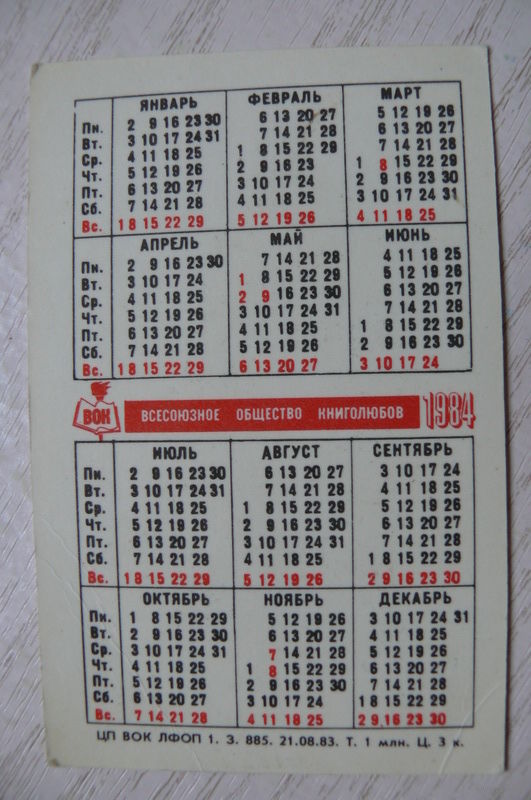 ЯНВАРЬ ФЕВРАЛЬ МАРТ
Пн. 2 9 16 23 30 6 13 20 27 5 12 19 26
Вт. 3 10 17 24 31 7 14 21 28 6 13 20 27
Ср. 4 11 18 25 1 8 15 22 29 7 14 21 28
Чт. 5 12 19 26 2 9 16 23 1 8 15 22 29
Пт. 6 13 20 27 3 10 17 24 2 9 16 23 30
Сб. 7 14 21 28 4 11 18 25 3 10 17 24 31
Вс. 1 8 15 22 29 5 12 19 26 4 11 18 25
АПРЕЛЬ МАЙ ИЮНЬ
Пн. 2 9 16 23 30 7 14 21 28 4 11 18 25
Вт. 3 10 17 24 1 8 15 22 29 5 12 19 26
Ср. 4 11 18 25 2 9 16 23 30 6 13 20 27
Чт. 5 12 19 26 3 10 17 24 31 7 14 21 28
Пт. 6 13 20 27 4 11 18 25 1 8 15 22 29
Сб. 7 14 21 28 5 12 19 26 2 9 16 23 30
Вс. 1 8 15 22 29 6 13 20 27 3 10 17 24
ВОК ВСЕСОЮЗНОЕ ОБЩЕСТВО КНИГОЛЮБОВ 1984
ИЮЛЬ АВГУСТ СЕНТЯБРЬ
Пн. 2 9 16 23 30 6 13 20 27 3 10 17 24
Вт. 3 10 17 24 31 7 14 21 28 4 11 18 25
Ср. 4 11 18 25 1 8 15 22 29 5 12 19 26
Чт. 5 12 19 26 2 9 16 23 30 6 13 20 27
Пт. 6 13 20 27 3 10 17 24 31 7 14 21 28
Сб. 7 14 21 28 4 11 18 25 1 8 15 22 29
Вс. 1 8 15 22 29 5 12 19 26 2 9 16 23 30
ОКТЯБРЬ НОЯБРЬ ДЕКАБРЬ
Пн. 1 8 15 22 29 5 12 19 26 3 10 17 24 31
Вт. 2 9 16 23 30 6 13 20 27 4 11 18 25
Ср. 3 10 17 24 31 7 14 21 28 5 12 19 26
Чт. 4 11 18 25 1 8 15 22 29 6 13 20 27
Пт. 5 12 19 26 2 9 16 23 30 7 14 21 28
Сб. 6 13 20 27 3 10 17 24 1 8 15 22 29
Вс. 7 14 21 28 4 11 18 25 2 9 16 23 30
ЦП ВОК ЛФОП 1. З. 885. 21.08.83. Т. 1 млн. Ц. 3 к.